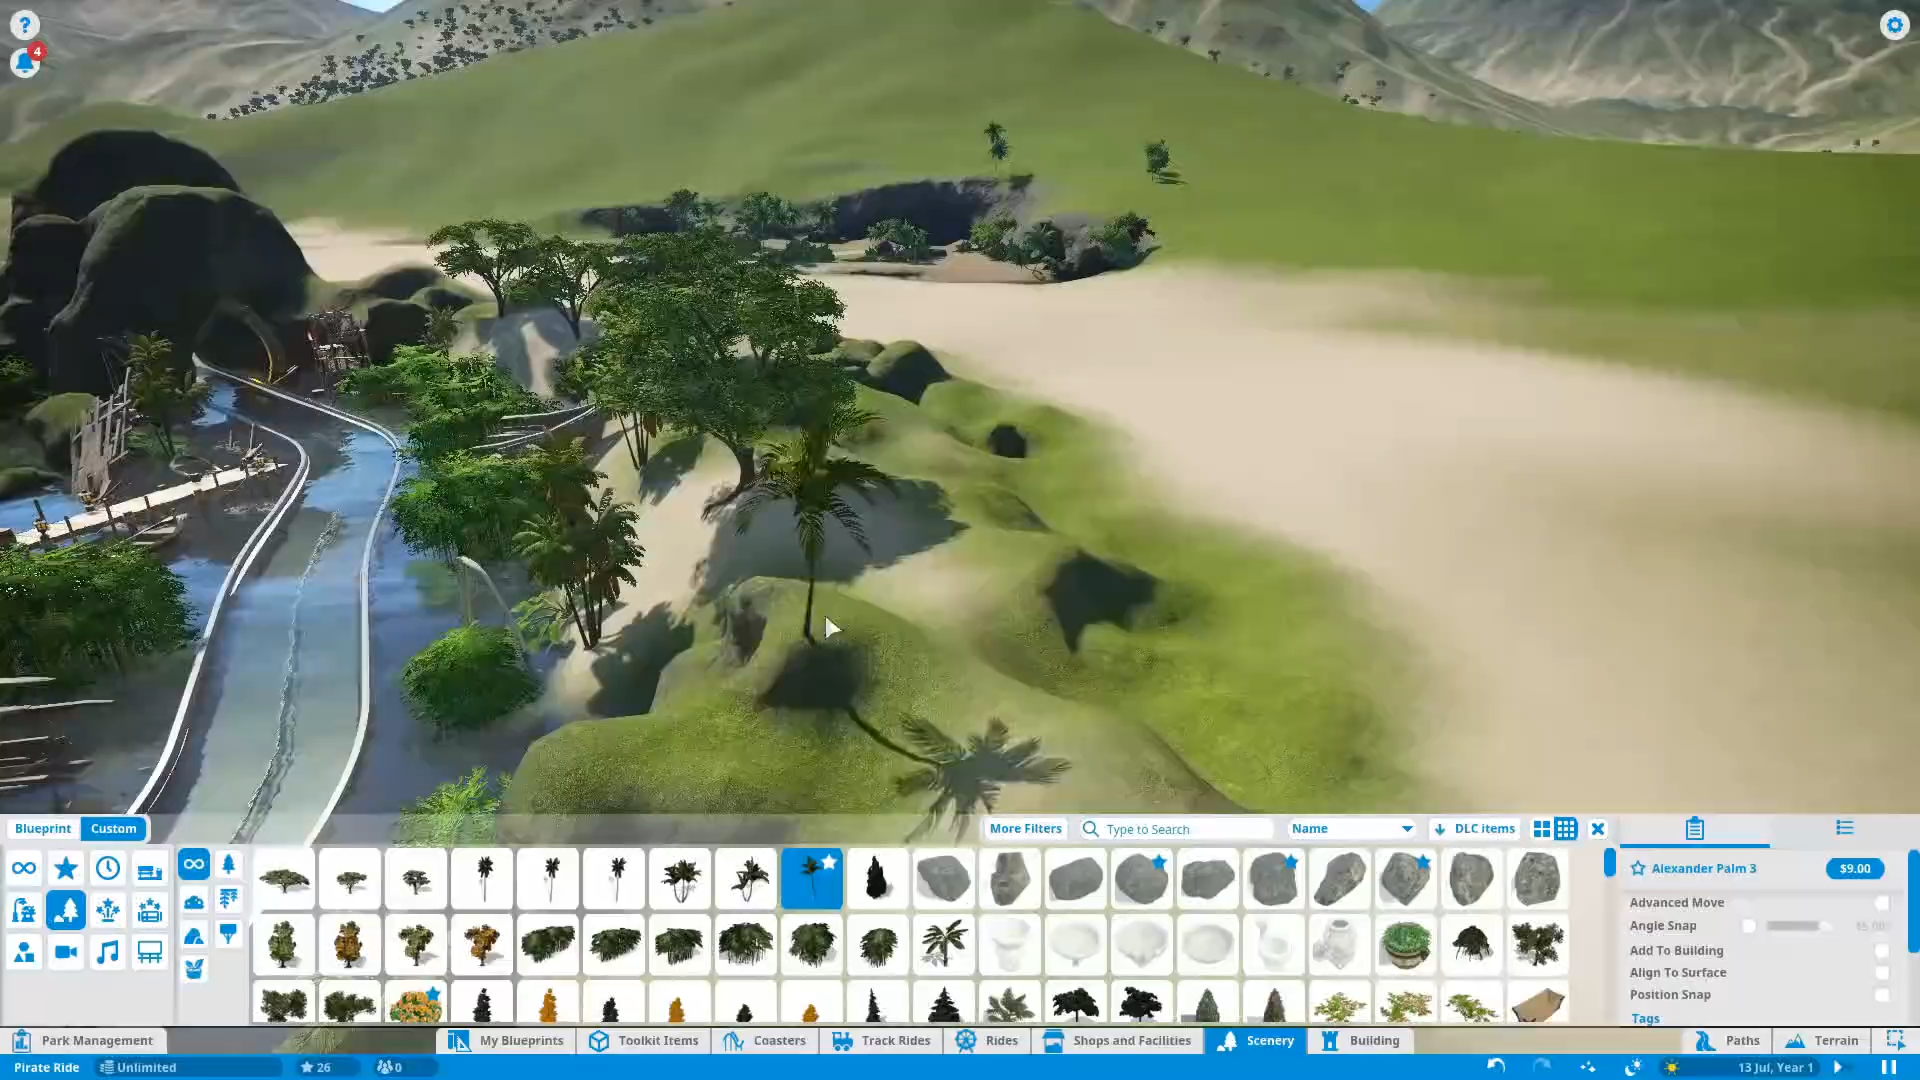 ?
4
Blueprint Custom More Filters Type to Search Name DLC items
Alexander Palm 3 $9.00
Advanced Move
Angle Snap
Add To Building
Align To Surface
Position Snap
Tags
Park Management My Blueprints Toolkit Items Coasters Track Rides Rides Shops and Facilities Scenery Building Paths Terrain
Pirate Ride Unlimited 26 0 13 Jul, Year 1